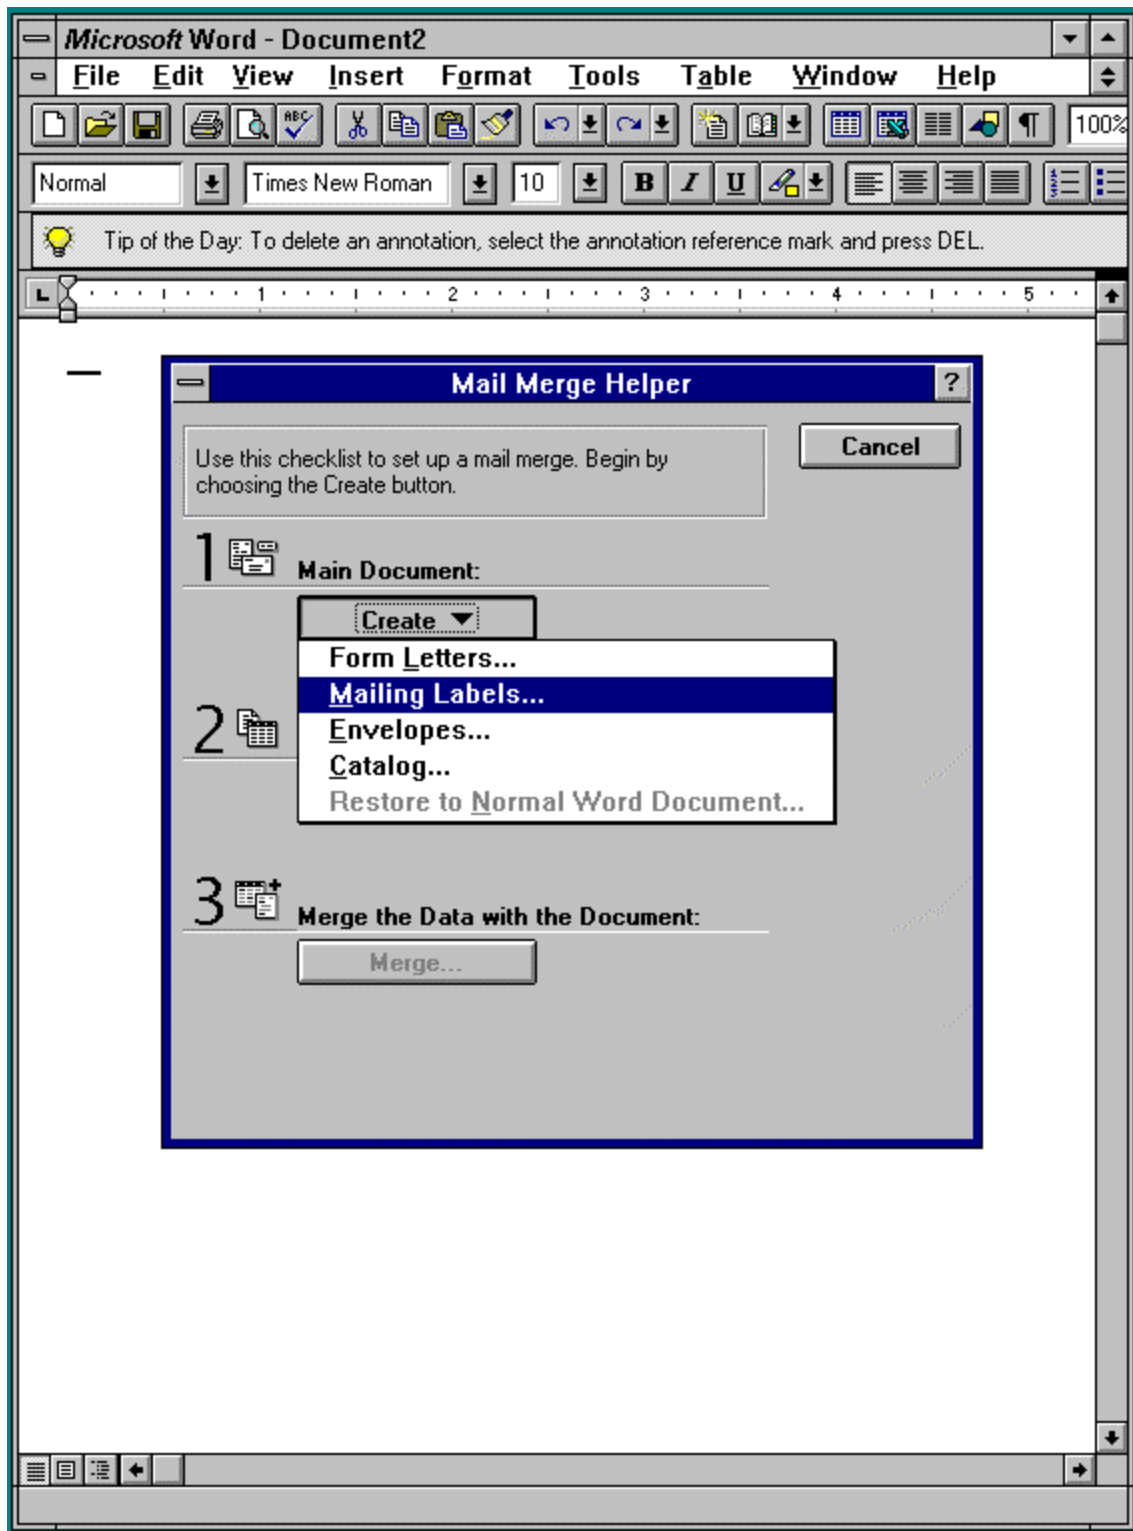 Microsoft Word - Document2
File Edit View Insert Format Tools Table Window Help
ABC
100%
Normal Times New Roman 10 B I U
Tip of the Day: To delete an annotation, select the annotation reference mark and press DEL.
L 1 2 3 4 5
Mail Merge Helper ?
Cancel
Use this checklist to set up a mail merge. Begin by
choosing the Create button.
1 Main Document:
Create
Form Letters...
Mailing Labels...
2
Envelopes...
Catalog...
Restore to Normal Word Document...
3 Merge the Data with the Document:
Merge...